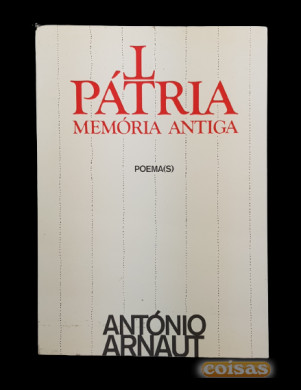 PÁTRIA
MEMÓRIA ANTIGA
POEMA(S)
ANTÓNIO
ARNAUT
coisas